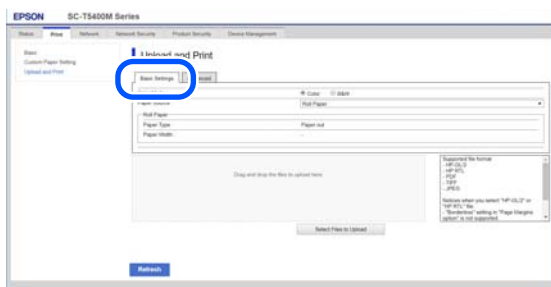 EPSON SC-T5400M Series
Status Print Network Network Security Product Security Device Management
Basic
Custom Paper Setting
Upload and Print
Upload and Print
Basic Settings
Color B&W
Roll Paper
Roll Paper
Paper Type Paper out
Paper Width
Drag and drop the files to upload here.
Supported file format
- HP-GL/2
- HP RTL
- PDF
- TIFF
- JPEG
Notices when you select "HP-GL/2" or
"HP RTL" file.
- "Borderless" setting in "Page Margins
option" is not supported.
Select Files to Upload
Refresh